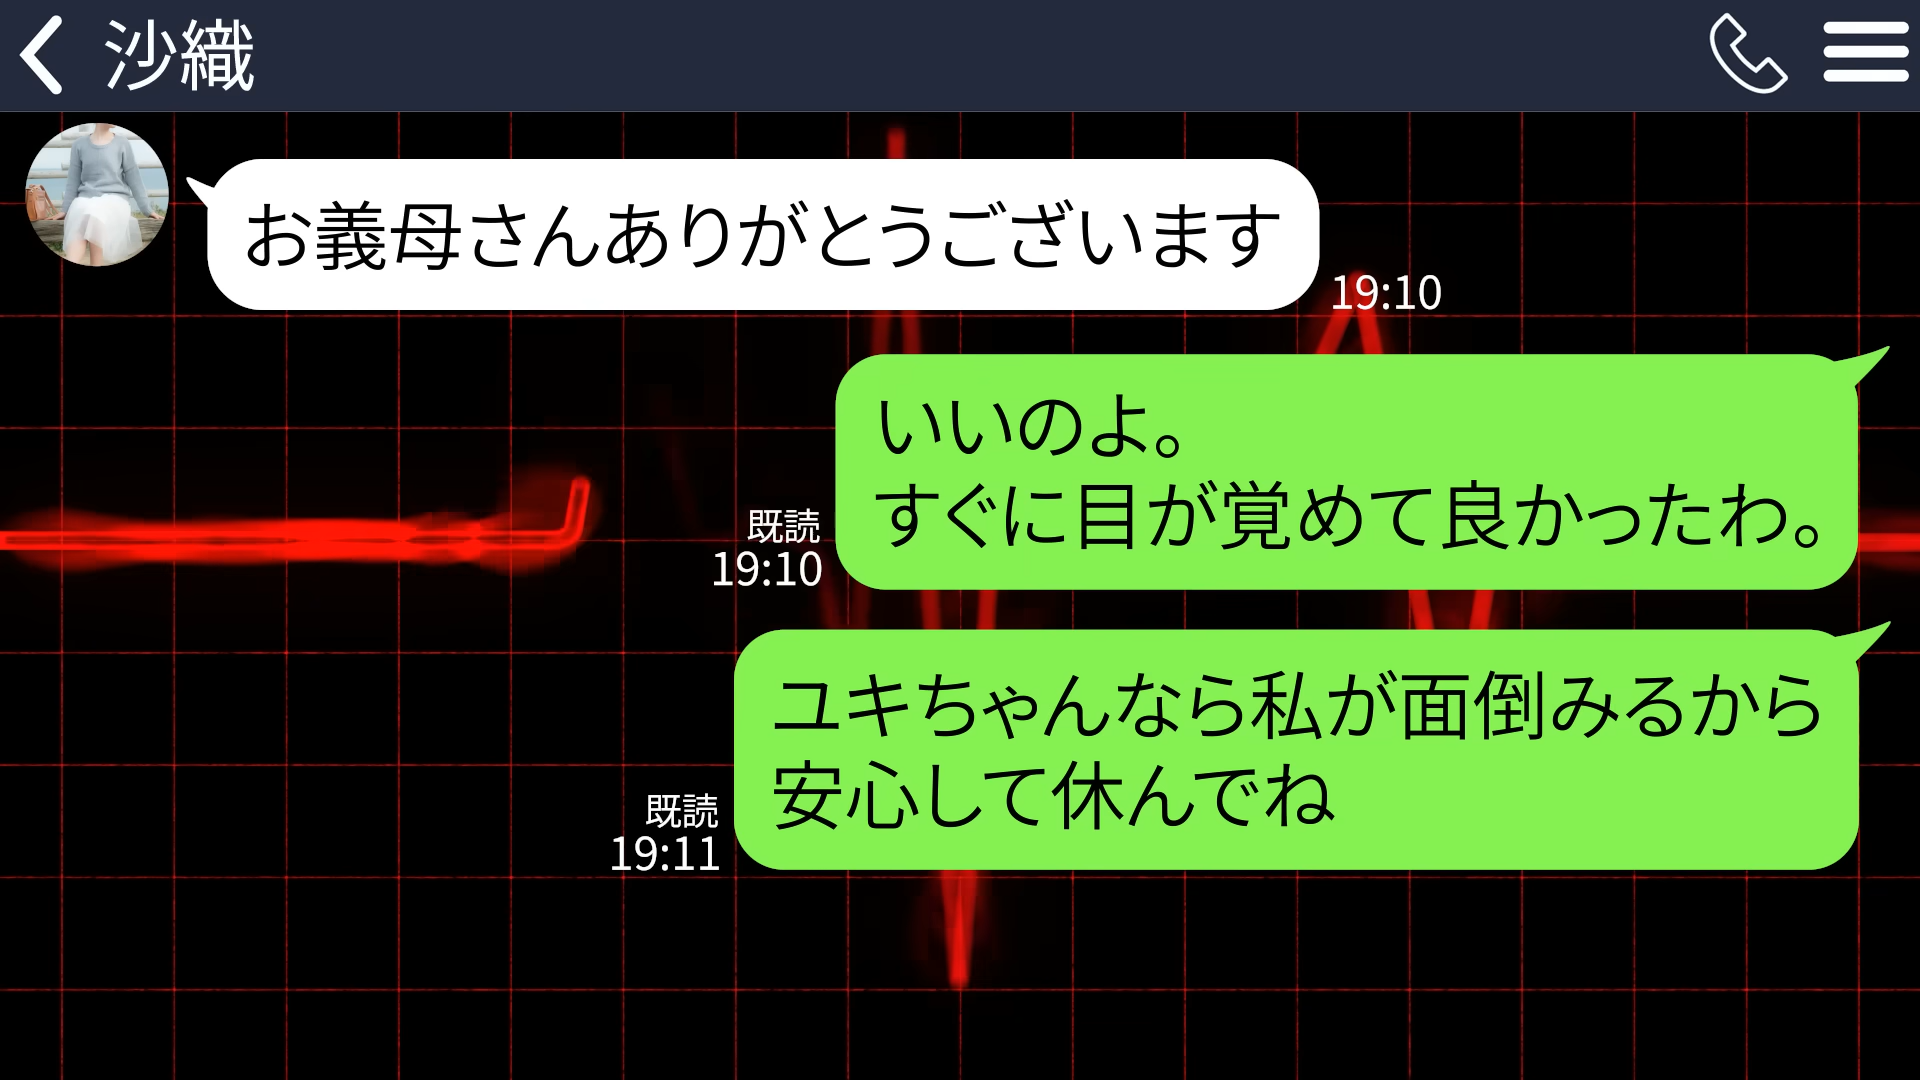 沙織
お義母さんありがとうございます
19:10
いいのよ。
すぐに目が覚めて良かったわ。
既読
19:10
ユキちゃんなら私が面倒みるから
安心して休んでね
既読
19:11